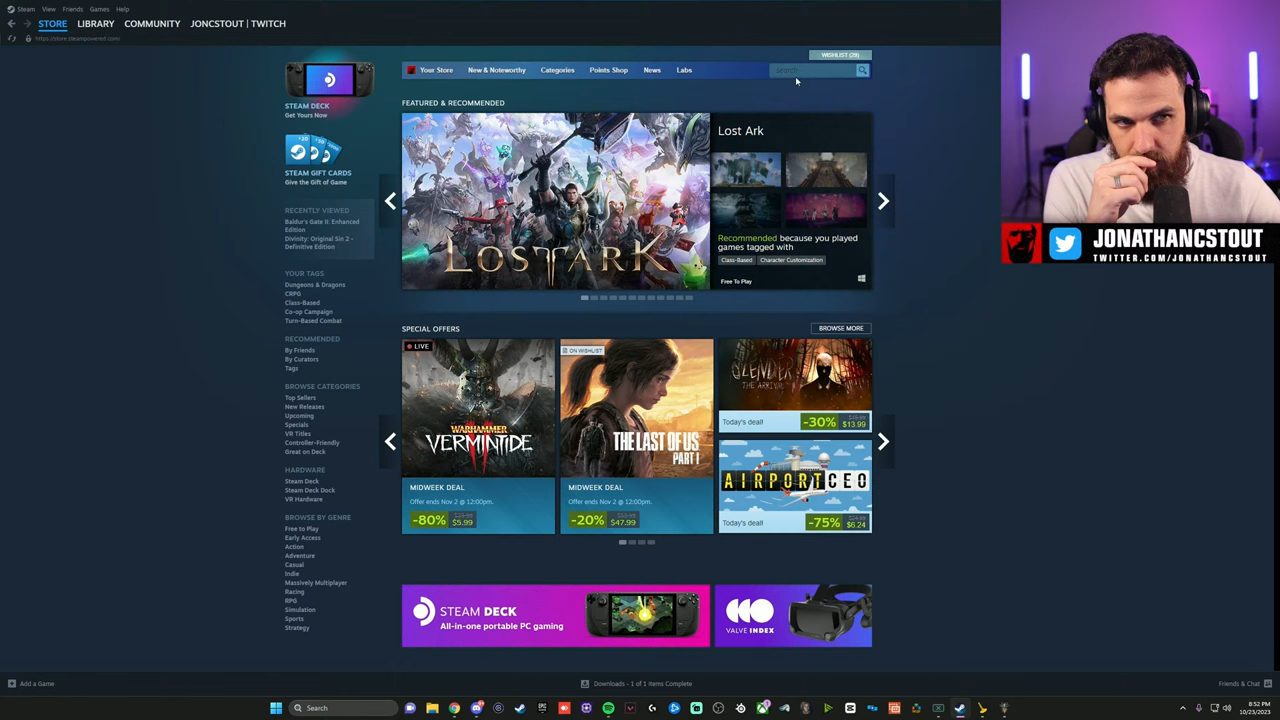 Steam View Friends Games Help
STORE LIBRARY COMMUNITY JONCSTOUT | TWITCH
https://store.steampowered.com/
WISHLIST (29)
Your Store New & Noteworthy Categories Points Shop News Labs search
STEAM DECK
Get Yours Now
STEAM GIFT CARDS
Give the Gift of Game
RECENTLY VIEWED
Baldur's Gate II: Enhanced
Edition
Divinity: Original Sin 2 -
Definitive Edition
YOUR TAGS
Dungeons & Dragons
CRPG
Class-Based
Co-op Campaign
Turn-Based Combat
RECOMMENDED
By Friends
By Curators
Tags
BROWSE CATEGORIES
Top Sellers
New Releases
Upcoming
Specials
VR Titles
Controller-Friendly
Great on Deck
HARDWARE
Steam Deck
Steam Deck Dock
VR Hardware
BROWSE BY GENRE
Free to Play
Early Access
Action
Adventure
Casual
Indie
Massively Multiplayer
Racing
RPG
Simulation
Sports
Strategy
FEATURED & RECOMMENDED
LOST ARK
Lost Ark
Recommended because you played
games tagged with
Class-Based Character Customization
Free To Play
SPECIAL OFFERS
BROWSE MORE
LIVE
WARHAMMER
VERMINTIDE
MIDWEEK DEAL
Offer ends Nov 2 @ 12:00pm.
-80% $5.99
ON WISHLIST
THE LAST OF US
PART I
MIDWEEK DEAL
Offer ends Nov 2 @ 12:00pm.
-20% $47.99
SLENDER
THE ARRIVAL
Today's deal! -30% $13.99
AIRPORTCEO
Today's deal! -75% $6.24
STEAM DECK
All-in-one portable PC gaming
VALVE INDEX
JONATHANCSTOUT
TWITTER.COM/JONATHANCSTOUT
Add a Game
Downloads - 1 of 1 Items Complete
Friends & Chat
Search
8:52 PM
10/23/2023